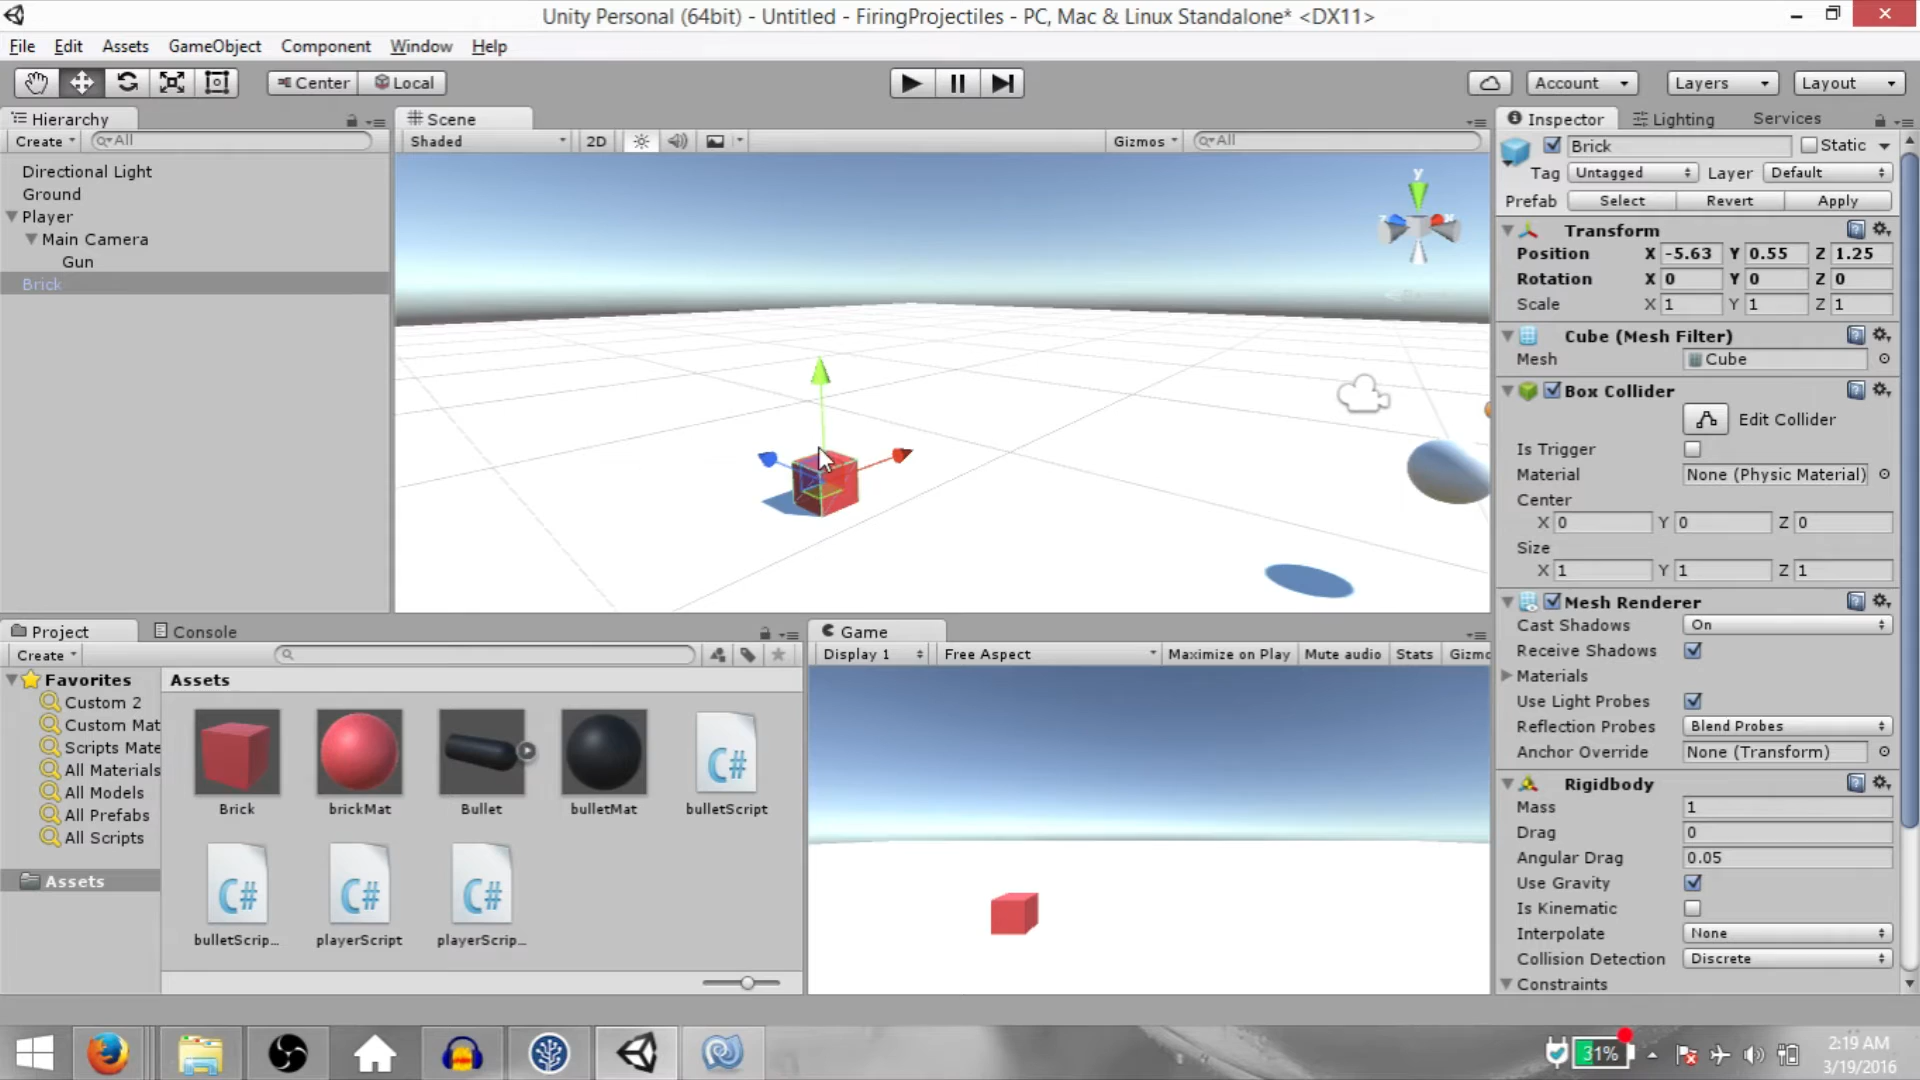 Unity Personal (64bit) - Untitled - FiringProjectiles - PC, Mac & Linux Standalone* <DX11>
File Edit Assets GameObject Component Window Help
Center Local Account Layers Layout
Hierarchy
Create All
Directional Light
Ground
Player
Main Camera
Gun
Brick
Scene
Shaded 2D Gizmos All
y
Inspector Lighting Services
Brick Static
Tag Untagged Layer Default
Prefab Select Revert Apply
Transform
Position X -5.63 Y 0.55 Z 1.25
Rotation X 0 Y 0 Z 0
Scale X 1 Y 1 Z 1
Cube (Mesh Filter)
Mesh Cube
Box Collider
Edit Collider
Is Trigger
Material None (Physic Material)
Center
X 0 Y 0 Z 0
Size
X 1 Y 1 Z 1
Mesh Renderer
Cast Shadows On
Receive Shadows
Materials
Use Light Probes
Reflection Probes Blend Probes
Anchor Override None (Transform)
Rigidbody
Mass 1
Drag 0
Angular Drag 0.05
Use Gravity
Is Kinematic
Interpolate None
Collision Detection Discrete
Constraints
Project Console
Create
Favorites
Custom 2
Custom Mat
Scripts Mate
All Materials
All Models
All Prefabs
All Scripts
Assets
Assets
Brick brickMat Bullet bulletMat bulletScript
C#
C# C# C#
bulletScrip... playerScript playerScrip...
Game
Display 1 Free Aspect Maximize on Play Mute audio Stats Gizmo
31%
2:19 AM
3/19/2016